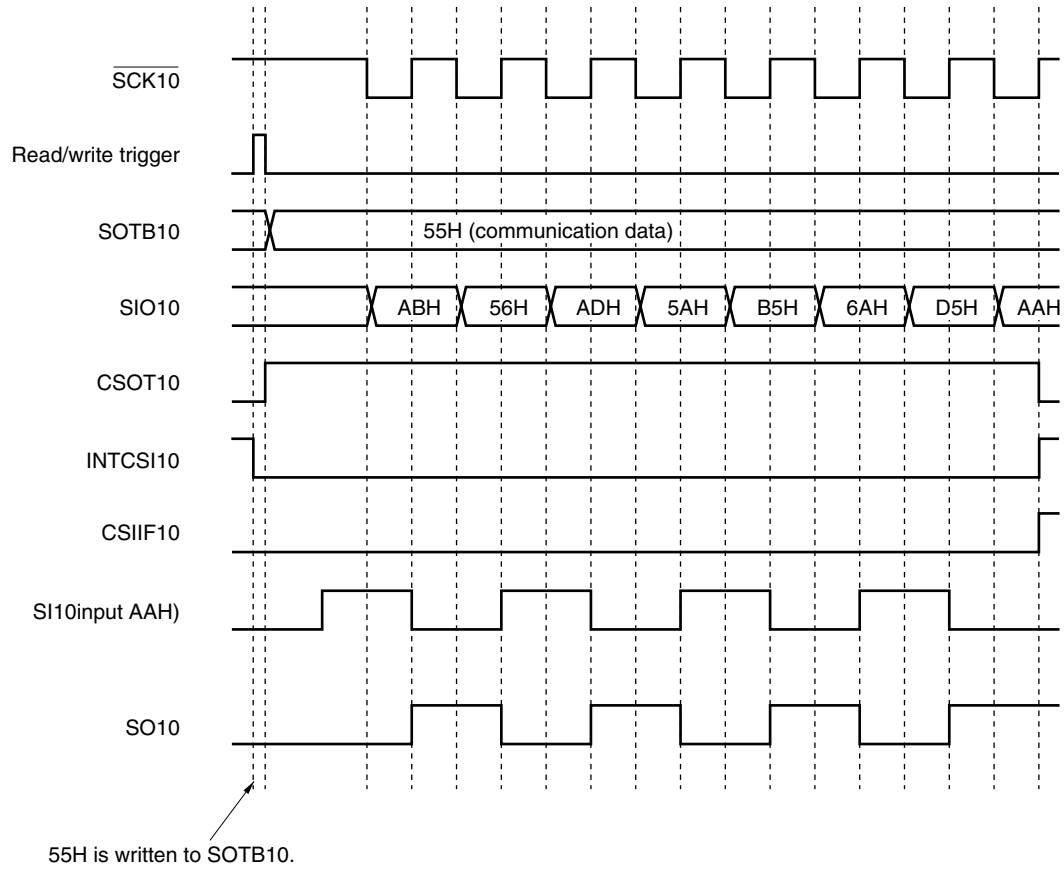 SCK10
Read/write trigger
SOTB10
55H (communication data)
SIO10
ABH 56H ADH 5AH B5H 6AH D5H AAH
CSOT10
INTCSI10
CSIIF10
SI10input AAH)
SO10
55H is written to SOTB10.